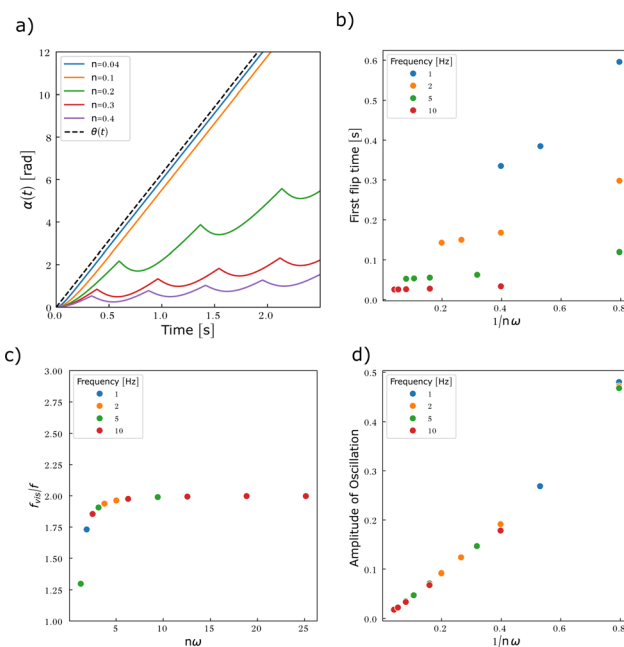 a)
12
10
8
6
4
2
0
α(t) [rad]
n=0.04
n=0.1
n=0.2
n=0.3
n=0.4
θ(t)
0.0 0.5 1.0 1.5 2.0
Time [s]
b)
0.6
0.5
0.4
0.3
0.2
0.1
0.0
First flip time [s]
Frequency [Hz]
1
2
5
10
0.2 0.4 0.6 0.8
1/nω
c)
3.00
2.75
2.50
2.25
2.00
1.75
1.50
1.25
1.00
f_vis/f
Frequency [Hz]
1
2
5
10
5 10 15 20 25
nω
d)
0.5
0.4
0.3
0.2
0.1
0.0
Amplitude of Oscillation
Frequency [Hz]
1
2
5
10
0.2 0.4 0.6 0.8
1/nω